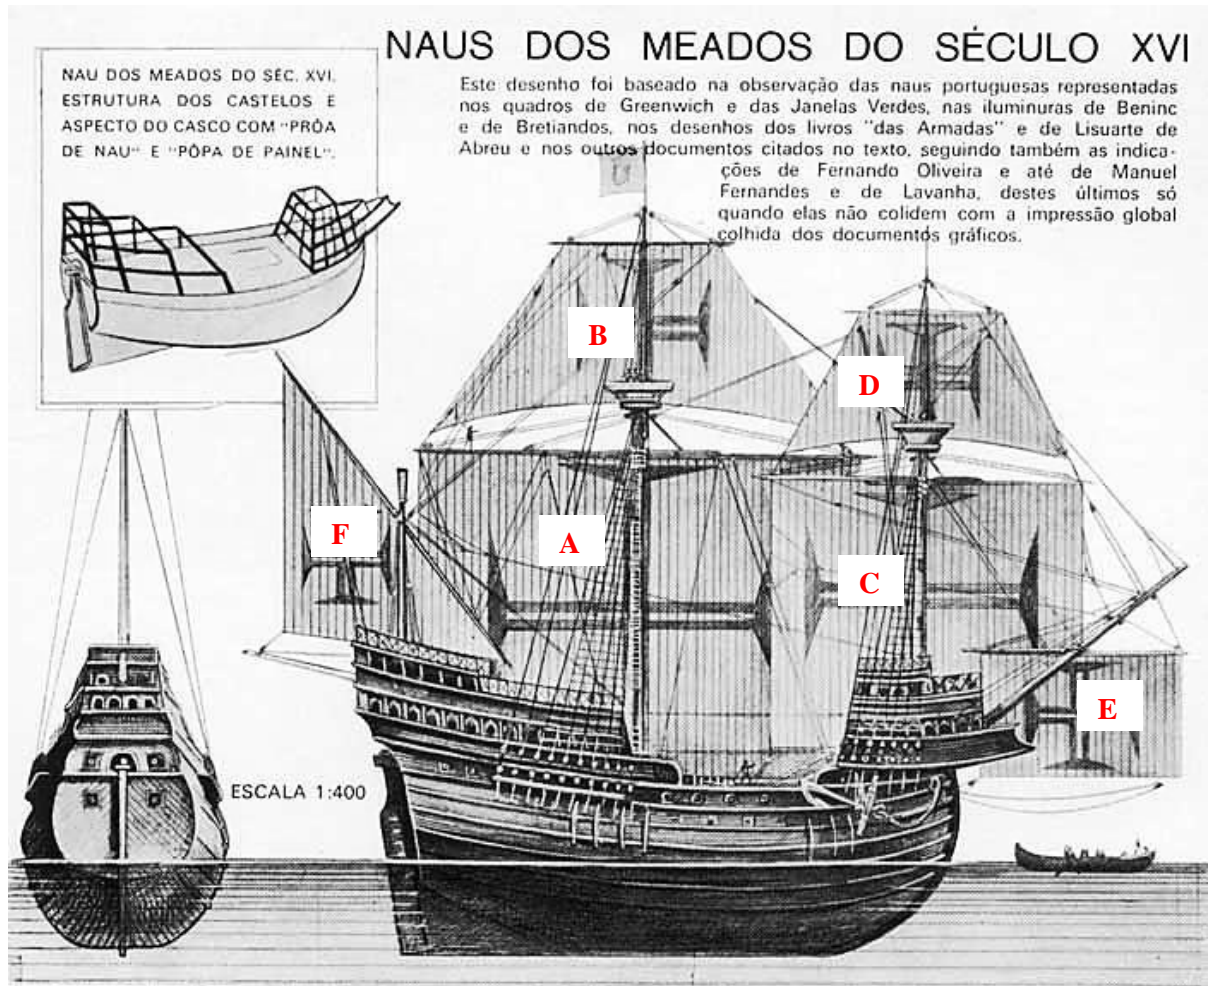 NAUS DOS MEADOS DO SÉCULO XVI
Este desenho foi baseado na observação das naus portuguesas representadas
nos quadros de Greenwich e das Janelas Verdes, nas iluminuras de Beninc
e de Bretiandos, nos desenhos dos livros "das Armadas" e de Lisuarte de
Abreu e nos outros documentos citados no texto, seguindo também as indica-
ções de Fernando Oliveira e até de Manuel
Fernandes e de Lavanha, destes últimos só
quando elas não colidem com a impressão global
colhida dos documentos gráficos.
NAU DOS MEADOS DO SÉC. XVI.
ESTRUTURA DOS CASTELOS E
ASPECTO DO CASCO COM "PRÔA
DE NAU" E "PÔPA DE PAINEL".
B
D
F
A
C
E
ESCALA 1:400